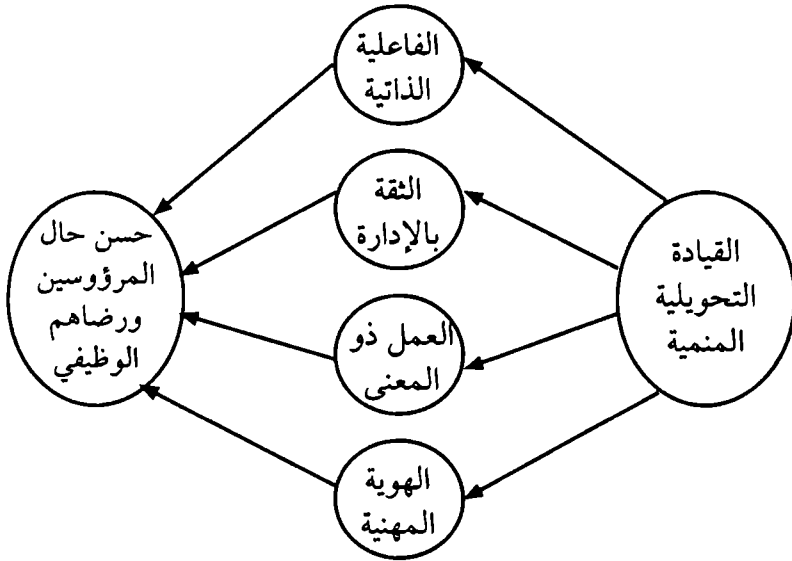 الفاعلية
الذاتية
الثقة
بالإدارة
القيادة
التحويلية
المنمية
حسن حال
المرؤوسين
ورضاهم
الوظيفي
العمل ذو
المعنى
الهوية
المهنية